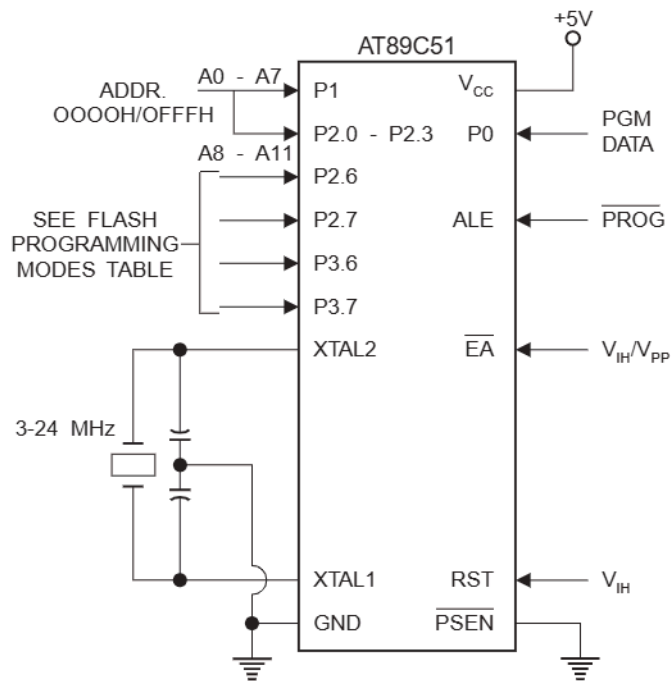 +5V
AT89C51
A0 - A7
ADDR.
OOOOH/OFFFH
P1
VCC
P2.0 - P2.3
P0
PGM
DATA
A8 - A11
P2.6
P2.7
ALE
PROG
SEE FLASH
PROGRAMMING
MODES TABLE
P3.6
P3.7
XTAL2
EA
VIH/VPP
3-24 MHz
XTAL1
RST
VIH
GND
PSEN